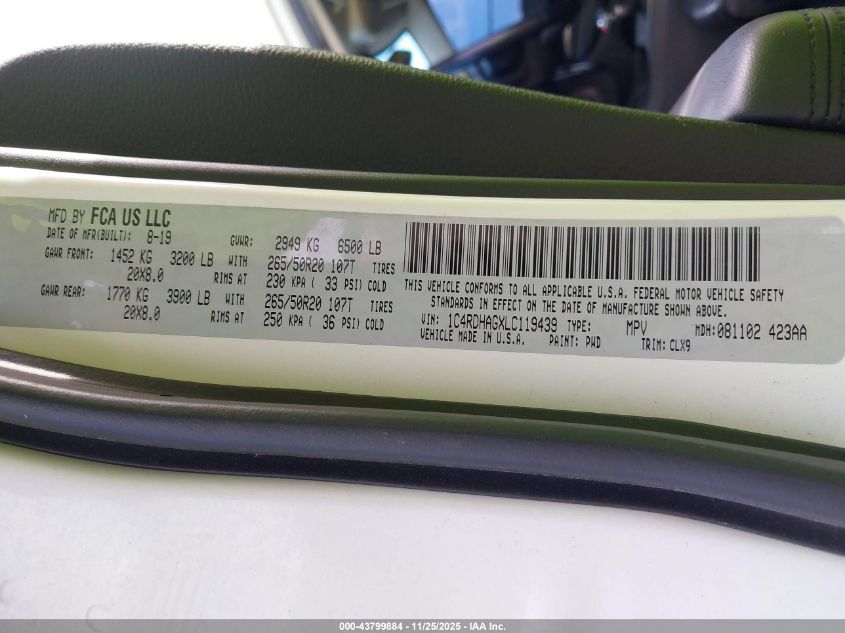 MFD BY FCA US LLC
DATE OF MFR(BUILT): 8-19 GVWR: 2949 KG 6500 LB
GAWR FRONT: 1452 KG 3200 LB WITH 265/50R20 107T TIRES
20X8.0 RIMS AT 230 KPA ( 33 PSI) COLD
GAWR REAR: 1770 KG 3900 LB WITH 265/50R20 107T TIRES
20X8.0 RIMS AT 250 KPA ( 36 PSI) COLD
THIS VEHICLE CONFORMS TO ALL APPLICABLE U.S.A. FEDERAL MOTOR VEHICLE SAFETY
STANDARDS IN EFFECT ON THE DATE OF MANUFACTURE SHOWN ABOVE.
VIN: 1C4RDHAGXLC119439 TYPE: MPV MDH:081102 423AA
VEHICLE MADE IN U.S.A. PAINT: PWD TRIM: CLX9
000-43799884 - 11/25/2025 - IAA Inc.